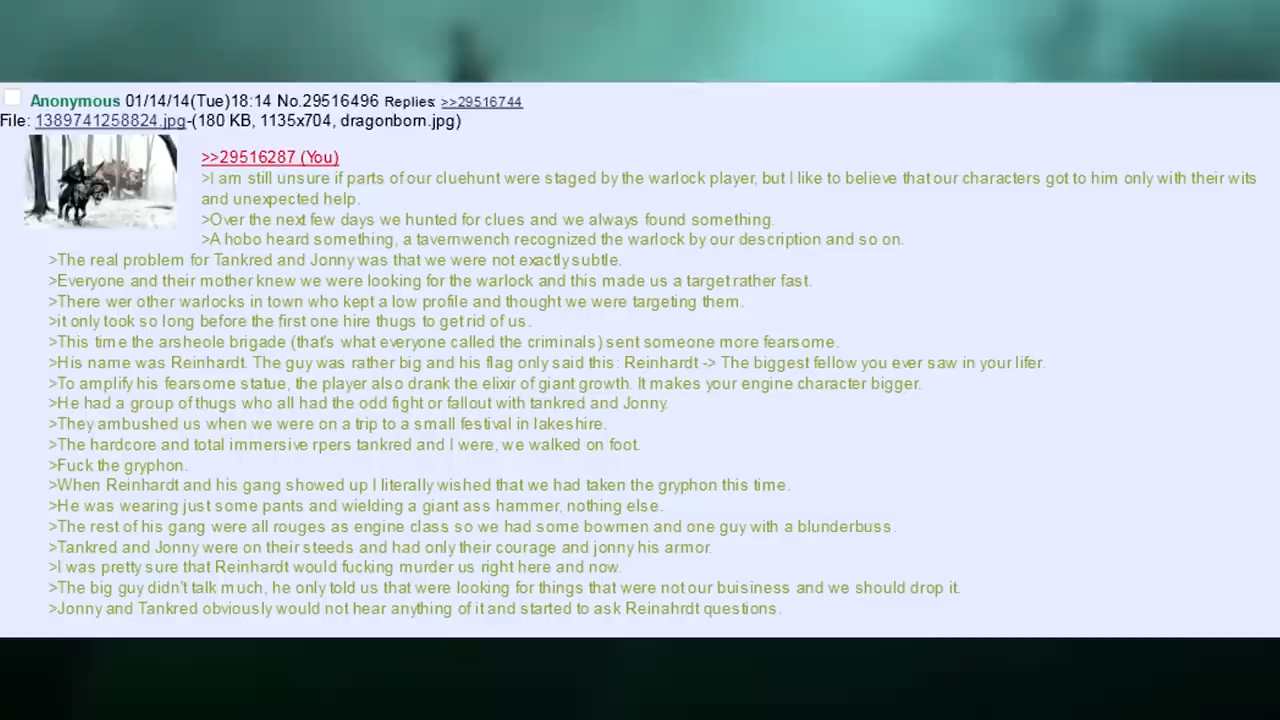 Anonymous 01/14/14(Tue)18:14 No.29516496 Replies: >>29516744
File: 1389741258824.jpg-(180 KB, 1135x704, dragonborn.jpg)
>>29516287 (You)
>I am still unsure if parts of our cluehunt were staged by the warlock player, but I like to believe that our characters got to him only with their wits
and unexpected help.
>Over the next few days we hunted for clues and we always found something.
>A hobo heard something, a tavernwench recognized the warlock by our description and so on.
>The real problem for Tankred and Jonny was that we were not exactly subtle.
>Everyone and their mother knew we were looking for the warlock and this made us a target rather fast.
>There wer other warlocks in town who kept a low profile and thought we were targeting them.
>it only took so long before the first one hire thugs to get rid of us.
>This time the arsheole brigade (that's what everyone called the criminals) sent someone more fearsome.
>His name was Reinhardt. The guy was rather big and his flag only said this: Reinhardt -> The biggest fellow you ever saw in your lifer.
>To amplify his fearsome statue, the player also drank the elixir of giant growth. It makes your engine character bigger.
>He had a group of thugs who all had the odd fight or fallout with tankred and Jonny.
>They ambushed us when we were on a trip to a small festival in lakeshire.
>The hardcore and total immersive rpers tankred and I were, we walked on foot.
>Fuck the gryphon.
>When Reinhardt and his gang showed up I literally wished that we had taken the gryphon this time.
>He was wearing just some pants and wielding a giant ass hammer, nothing else.
>The rest of his gang were all rouges as engine class so we had some bowmen and one guy with a blunderbuss.
>Tankred and Jonny were on their steeds and had only their courage and jonny his armor.
>I was pretty sure that Reinhardt would fucking murder us right here and now.
>The big guy didn't talk much, he only told us that were looking for things that were not our buisiness and we should drop it.
>Jonny and Tankred obviously would not hear anything of it and started to ask Reinahrdt questions.